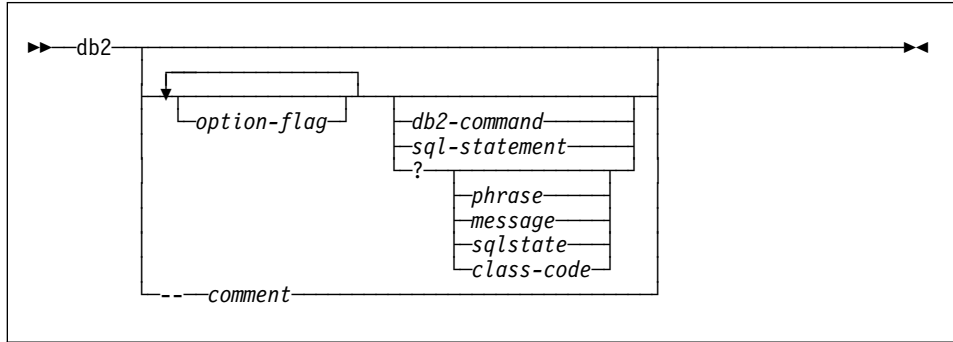 db2
option-flag
db2-command
sql-statement
?
phrase
message
sqlstate
class-code
-- comment